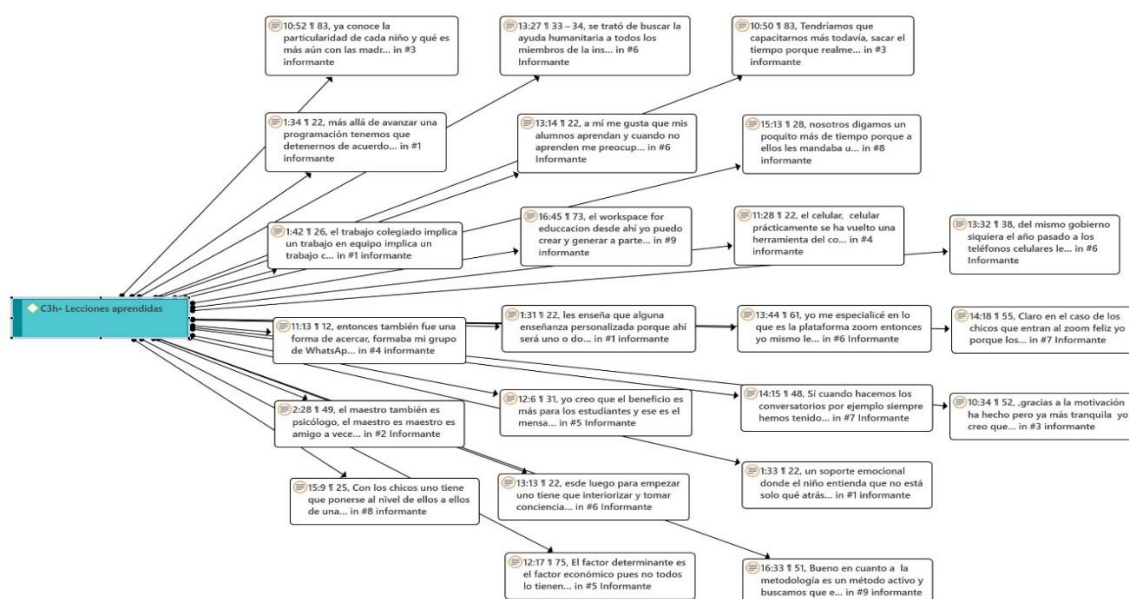 10:52 ¶ 83, ya conoce la
particularidad de cada niño y qué es
más aún con las madr... in #3
informante
13:27 ¶ 33 – 34, se trató de buscar la
ayuda humanitaria a todos los
miembros de la ins... in #6
Informante
10:50 ¶ 83, Tendríamos que
capacitarnos más todavía, sacar el
tiempo porque realme... in #3
informante
1:34 ¶ 22, más allá de avanzar una
programación tenemos que
detenernos de acuerdo... in #1
informante
13:14 ¶ 22, a mí me gusta que mis
alumnos aprendan y cuando no
aprenden me preocup... in #6
Informante
15:13 ¶ 28, nosotros digamos un
poquito más de tiempo porque a
ellos les mandaba u... in #8
informante
1:42 ¶ 26, el trabajo colegiado implica
un trabajo en equipo implica un
trabajo c... in #1 informante
16:45 ¶ 73, el workspace for
educcacion desde ahí yo puedo
crear y generar a parte... in #9
informante
11:28 ¶ 22, el celular, celular
prácticamente se ha vuelto una
herramienta del co... in #4
informante
13:32 ¶ 38, del mismo gobierno
siquiera el año pasado a los
teléfonos celulares le... in #6
Informante
C3h• Lecciones aprendidas
11:13 ¶ 12, entonces también fue una
forma de acercar, formaba mi grupo
de WhatsAp... in #4 informante
1:31 ¶ 22, les enseña que alguna
enseñanza personalizada porque ahí
será uno o do... in #1 informante
13:44 ¶ 61, yo me especialicé en lo
que es la plataforma zoom entonces
yo mismo le... in #6 Informante
14:18 ¶ 55, Claro en el caso de los
chicos que entran al zoom feliz yo
porque los... in #7 Informante
2:28 ¶ 49, el maestro también es
psicólogo, el maestro es maestro es
amigo a vece... in #2 Informante
12:6 ¶ 31, yo creo que el beneficio es
más para los estudiantes y ese es el
mensa... in #5 Informante
14:15 ¶ 48, Sí cuando hacemos los
conversatorios por ejemplo siempre
hemos tenido... in #7 Informante
10:34 ¶ 52, ,gracias a la motivación
ha hecho pero ya más tranquila yo
creo que... in #3 informante
15:9 ¶ 25, Con los chicos uno tiene
que ponerse al nivel de ellos a ellos
de una... in #8 informante
13:13 ¶ 22, esde luego para empezar
uno tiene que interiorizar y tomar
conciencia... in #6 Informante
1:33 ¶ 22, un soporte emocional
donde el niño entienda que no está
solo qué atrás... in #1 informante
12:17 ¶ 75, El factor determinante es
el factor económico pues no todos
lo tienen... in #5 Informante
16:33 ¶ 51, Bueno en cuanto a la
metodología es un método activo y
buscamos que e... in #9 informante